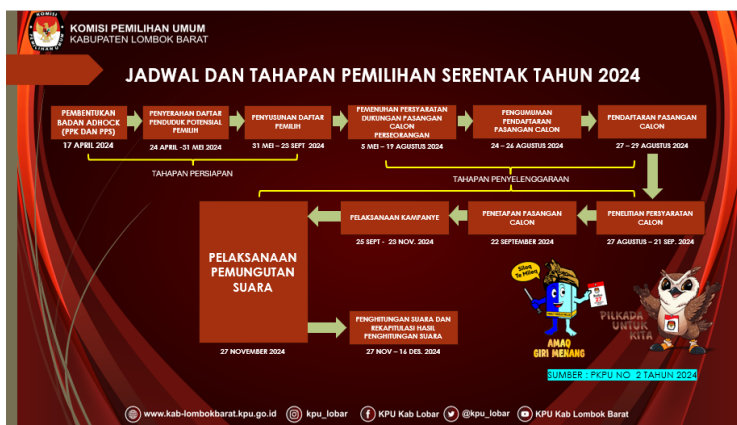 KOMISI PEMILIHAN UMUM
KOMISI PEMILIHAN UMUM
KABUPATEN LOMBOK BARAT
JADWAL DAN TAHAPAN PEMILIHAN SERENTAK TAHUN 2024
PEMBENTUKAN
BADAN ADHOCK
(PPK DAN PPS)
17 APRIL 2024
PENYERAHAN DAFTAR
PENDUDUK POTENSIAL
PEMILIH
24 APRIL -31 MEI 2024
PENYUSUNAN DAFTAR
PEMILIH
31 MEI – 23 SEPT 2024
PEMENUHAN PERSYARATAN
DUKUNGAN PASANGAN
CALON
PERSEORANGAN
5 MEI – 19 AGUSTUS 2024
PENGUMUMAN
PENDAFTARAN
PASANGAN CALON
24 – 26 AGUSTUS 2024
PENDAFTARAN PASANGAN
CALON
27 – 29 AGUSTUS 2024
TAHAPAN PERSIAPAN
TAHAPAN PENYELENGGARAAN
PELAKSANAAN
PEMUNGUTAN
SUARA
27 NOVEMBER 2024
PELAKSANAAN KAMPANYE
25 SEPT - 23 NOV. 2024
PENETAPAN PASANGAN
CALON
22 SEPTEMBER 2024
PENELITIAN PERSYARATAN
CALON
27 AGUSTUS – 21 SEP. 2024
PENGHITUNGAN SUARA DAN
REKAPITULASI HASIL
PENGHITUNGAN SUARA
27 NOV – 16 DES. 2024
Silaq
Te Mileq
27
AMAQ
GIRI MENANG
PILKADA
UNTUK
KITA
SUMBER : PKPU NO 2 TAHUN 2024
www.kab-lombokbarat.kpu.go.id kpu_lobar KPU Kab Lobar @kpu_lobar KPU Kab Lombok Barat